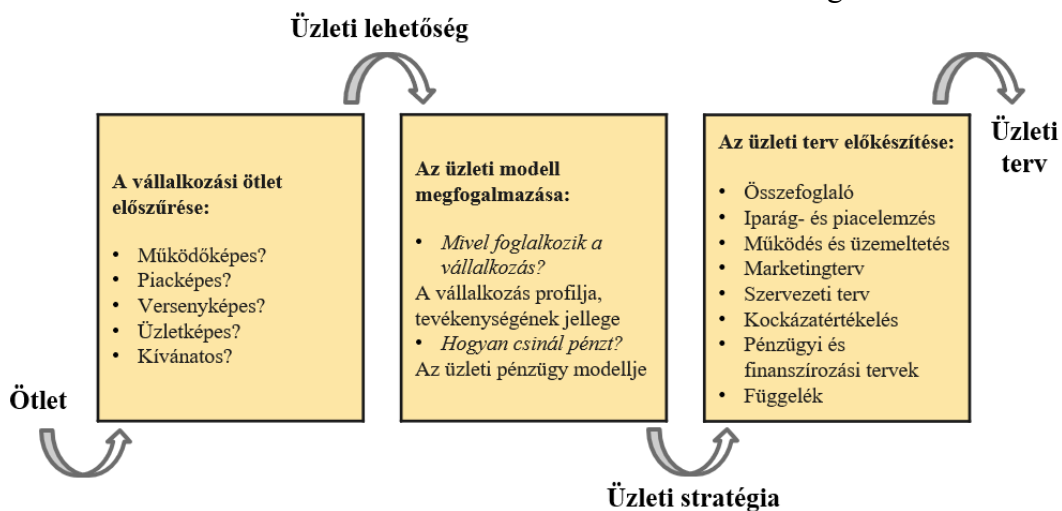 Üzleti lehetőség
A vállalkozási ötlet
előszűrése:
• Működőképes?
• Piacképes?
• Versenyképes?
• Üzletképes?
• Kívánatos?
Ötlet
Az üzleti modell
megfogalmazása:
• Mivel foglalkozik a
vállalkozás?
A vállalkozás profilja,
tevékenységének jellege
• Hogyan csinál pénzt?
Az üzleti pénzügy modellje
Üzleti stratégia
Az üzleti terv előkészítése:
• Összefoglaló
• Iparág- és piacelemzés
• Működés és üzemeltetés
• Marketingterv
• Szervezeti terv
• Kockázatértékelés
• Pénzügyi és
finanszírozási tervek
• Függelék
Üzleti
terv